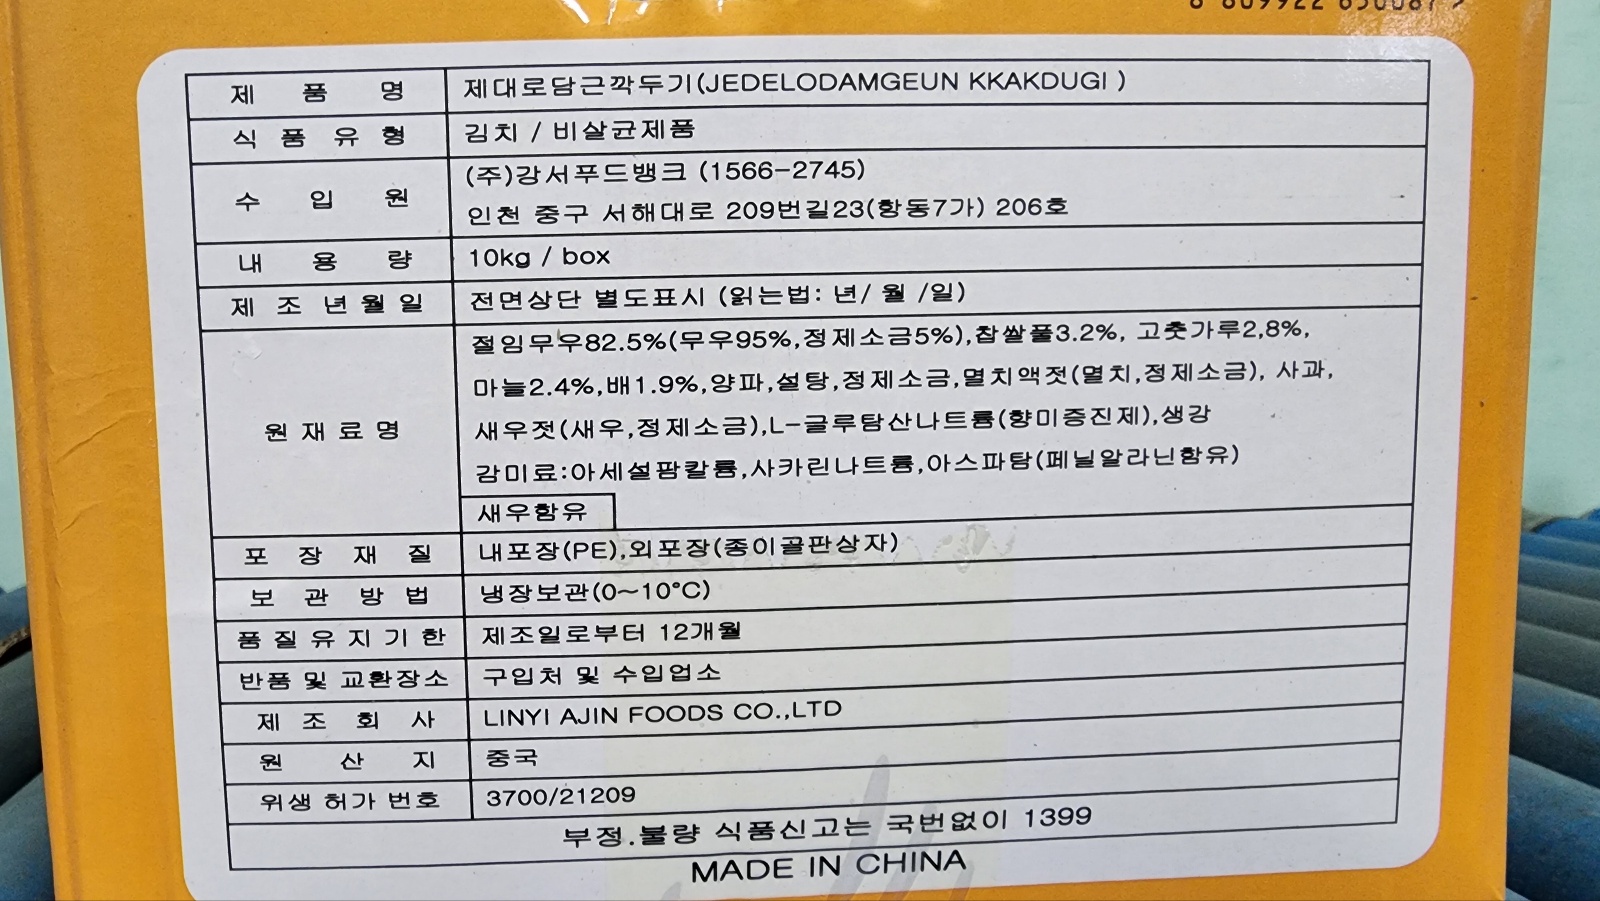 제 품 명 제대로담근깍두기(JEDELODAMGEUN KKAKDUGI )
식 품 유 형 김치 / 비살균제품
수 입 원 (주)강서푸드뱅크 (1566-2745)
인천 중구 서해대로 209번길23(항동7가) 206호
내 용 량 10kg / box
제 조 년 월 일 전면상단 별도표시 (읽는법: 년/ 월 /일)
원 재 료 명 절임무우82.5%(무우95%,정제소금5%),찹쌀풀3.2%, 고춧가루2,8%,
마늘2.4%,배1.9%,양파,설탕,정제소금,멸치액젓(멸치,정제소금), 사과,
새우젓(새우,정제소금),L-글루탐산나트륨(향미증진제),생강
감미료:아세설팜칼륨,사카린나트륨,아스파탐(페닐알라닌함유)
새우함유
포 장 재 질 내포장(PE),외포장(종이골판상자)
보 관 방 법 냉장보관(0~10°C)
품 질 유 지 기 한 제조일로부터 12개월
반품 및 교환장소 구입처 및 수입업소
제 조 회 사 LINYI AJIN FOODS CO.,LTD
원 산 지 중국
위생 허가 번호 3700/21209
부정.불량 식품신고는 국번없이 1399
MADE IN CHINA